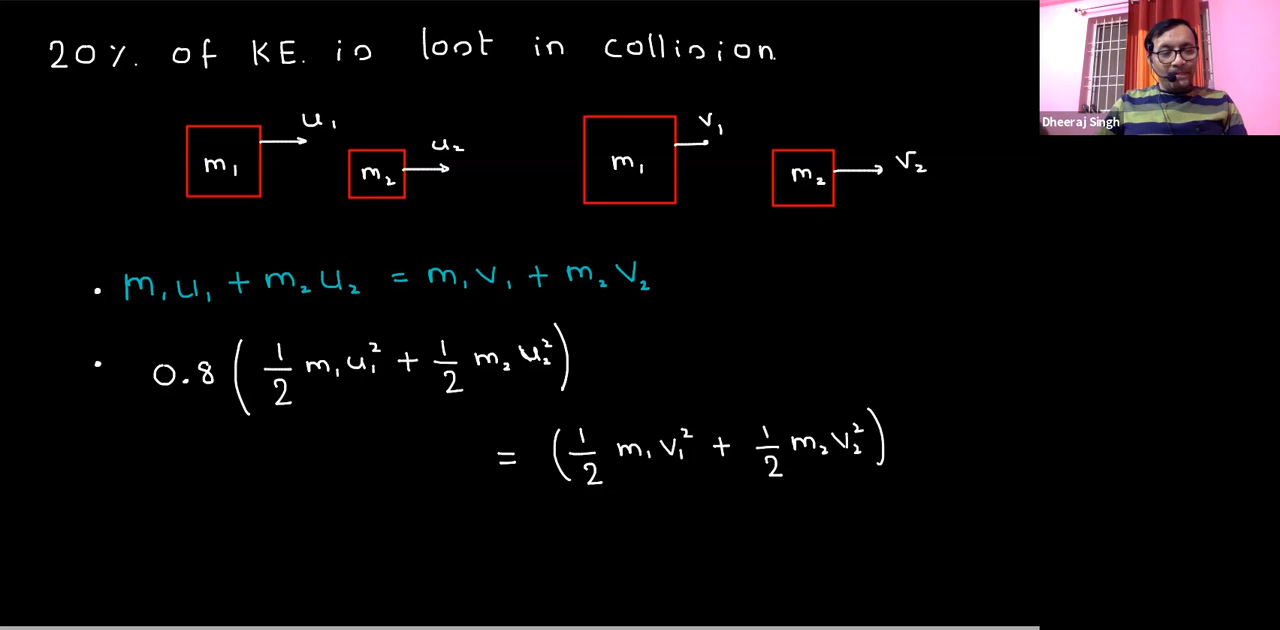 20%. of KE. is lost in collision.
Dheeraj Singh
u₁
u₂
v₁
v₂
m₁
m₂
m₁
m₂
• m₁u₁ + m₂u₂ = m₁v₁ + m₂v₂
• 0.8 ( 1/2 m₁u₁² + 1/2 m₂u₂² )
= ( 1/2 m₁v₁² + 1/2 m₂v₂² )